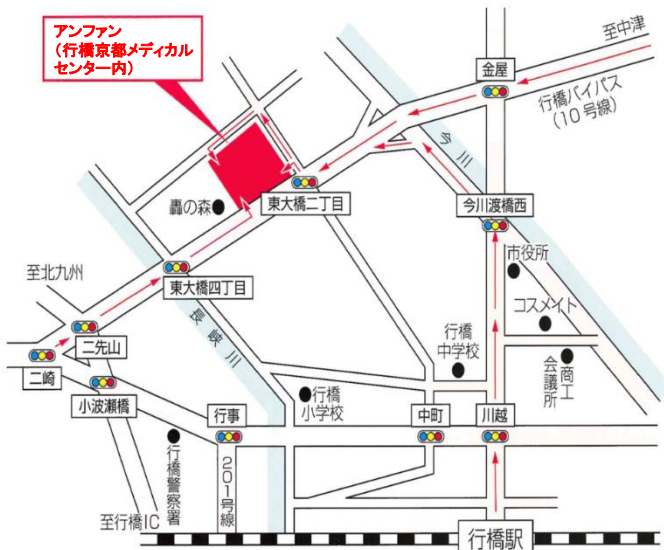 アンファン
(行橋京都メディカル
センター内)
至中津
金屋
行橋バイパス
(10号線)
今川
東大橋二丁目
今川渡橋西
轟の森
市役所
至北九州
東大橋四丁目
コスメイト
長峡川
二先山
行橋
中学校
二崎
商工
会議所
小波瀬橋
行橋
小学校
行事
中町
川越
行橋警察署
201号線
至行橋IC
行橋駅